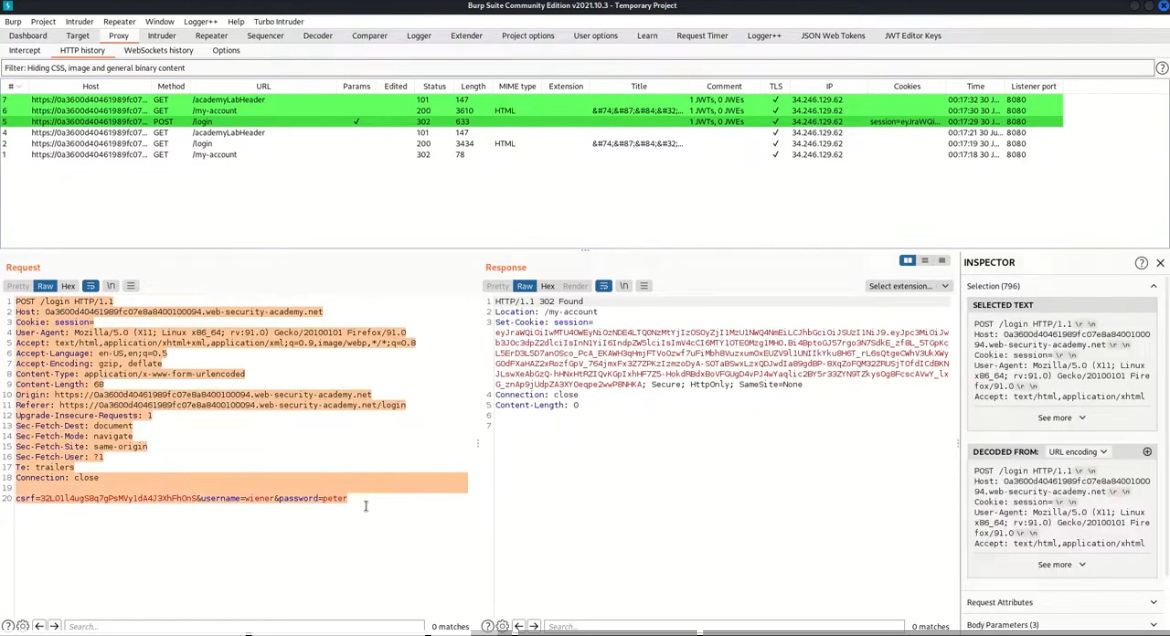 Burp Suite Community Edition v2021.10.3 - Temporary Project
Burp Project Intruder Repeater Window Logger++ Help Turbo Intruder
Dashboard Target Proxy Intruder Repeater Sequencer Decoder Comparer Logger Extender Project options User options Learn Request Timer Logger++ JSON Web Tokens JWT Editor Keys
Intercept HTTP history WebSockets history Options
Filter: Hiding CSS, image and general binary content
# Host Method URL Params Edited Status Length MIME type Extension Title Comment TLS IP Cookies Time Listener port
7 https://0a3600d40461989fc07... GET /academyLabHeader 101 147 1 JWTs, 0 JWEs ✓ 34.246.129.62 00:17:32 30 J... 8080
6 https://0a3600d40461989fc07... GET /my-account 200 3610 HTML &#74;&#87;&#84;&#32;... 1 JWTs, 0 JWEs ✓ 34.246.129.62 00:17:30 30 J... 8080
5 https://0a3600d40461989fc07... POST /login ✓ 302 633 1 JWTs, 0 JWEs ✓ 34.246.129.62 session=eyJraWQi... 00:17:29 30 J... 8080
4 https://0a3600d40461989fc07... GET /academyLabHeader 101 147 ✓ 34.246.129.62 00:17:21 30 Ju... 8080
2 https://0a3600d40461989fc07... GET /login 200 3434 HTML &#74;&#87;&#84;&#32;... ✓ 34.246.129.62 00:17:19 30 J... 8080
1 https://0a3600d40461989fc07... GET /my-account 302 78 ✓ 34.246.129.62 00:17:18 30 J... 8080
Request
Pretty Raw Hex \n
1 POST /login HTTP/1.1
2 Host: 0a3600d40461989fc07e8a8400100094.web-security-academy.net
3 Cookie: session=
4 User-Agent: Mozilla/5.0 (X11; Linux x86_64; rv:91.0) Gecko/20100101 Firefox/91.0
5 Accept: text/html,application/xhtml+xml,application/xml;q=0.9,image/webp,*/*;q=0.8
6 Accept-Language: en-US,en;q=0.5
7 Accept-Encoding: gzip, deflate
8 Content-Type: application/x-www-form-urlencoded
9 Content-Length: 68
10 Origin: https://0a3600d40461989fc07e8a8400100094.web-security-academy.net
11 Referer: https://0a3600d40461989fc07e8a8400100094.web-security-academy.net/login
12 Upgrade-Insecure-Requests: 1
13 Sec-Fetch-Dest: document
14 Sec-Fetch-Mode: navigate
15 Sec-Fetch-Site: same-origin
16 Sec-Fetch-User: ?1
17 Te: trailers
18 Connection: close
19
20 &username=wiener&password=peter
Search... 0 matches
Response
Pretty Raw Hex Render \n Select extension...
1 HTTP/1.1 302 Found
2 Location: /my-account
3 Set-Cookie: session=
; Secure; HttpOnly; SameSite=None
4 Connection: close
5 Content-Length: 0
6
7
Search... 0 matches
INSPECTOR
Selection (796)
SELECTED TEXT
POST /login HTTP/1.1 \r \n
Host: 0a3600d40461989fc07e8a84001000
94.web-security-academy.net \r \n
Cookie: session= \r \n
User-Agent: Mozilla/5.0 (X11; Linux
x86_64; rv:91.0) Gecko/20100101 Fire
fox/91.0 \r \n
Accept: text/html,application/xhtml
See more
DECODED FROM: URL encoding
POST /login HTTP/1.1 \r \n
Host: 0a3600d40461989fc07e8a84001000
94.web-security-academy.net \r \n
Cookie: session= \r \n
User-Agent: Mozilla/5.0 (X11; Linux
x86_64; rv:91.0) Gecko/20100101 Fire
fox/91.0 \r \n
Accept: text/html,application/xhtml
See more
Request Attributes
Body Parameters (3)